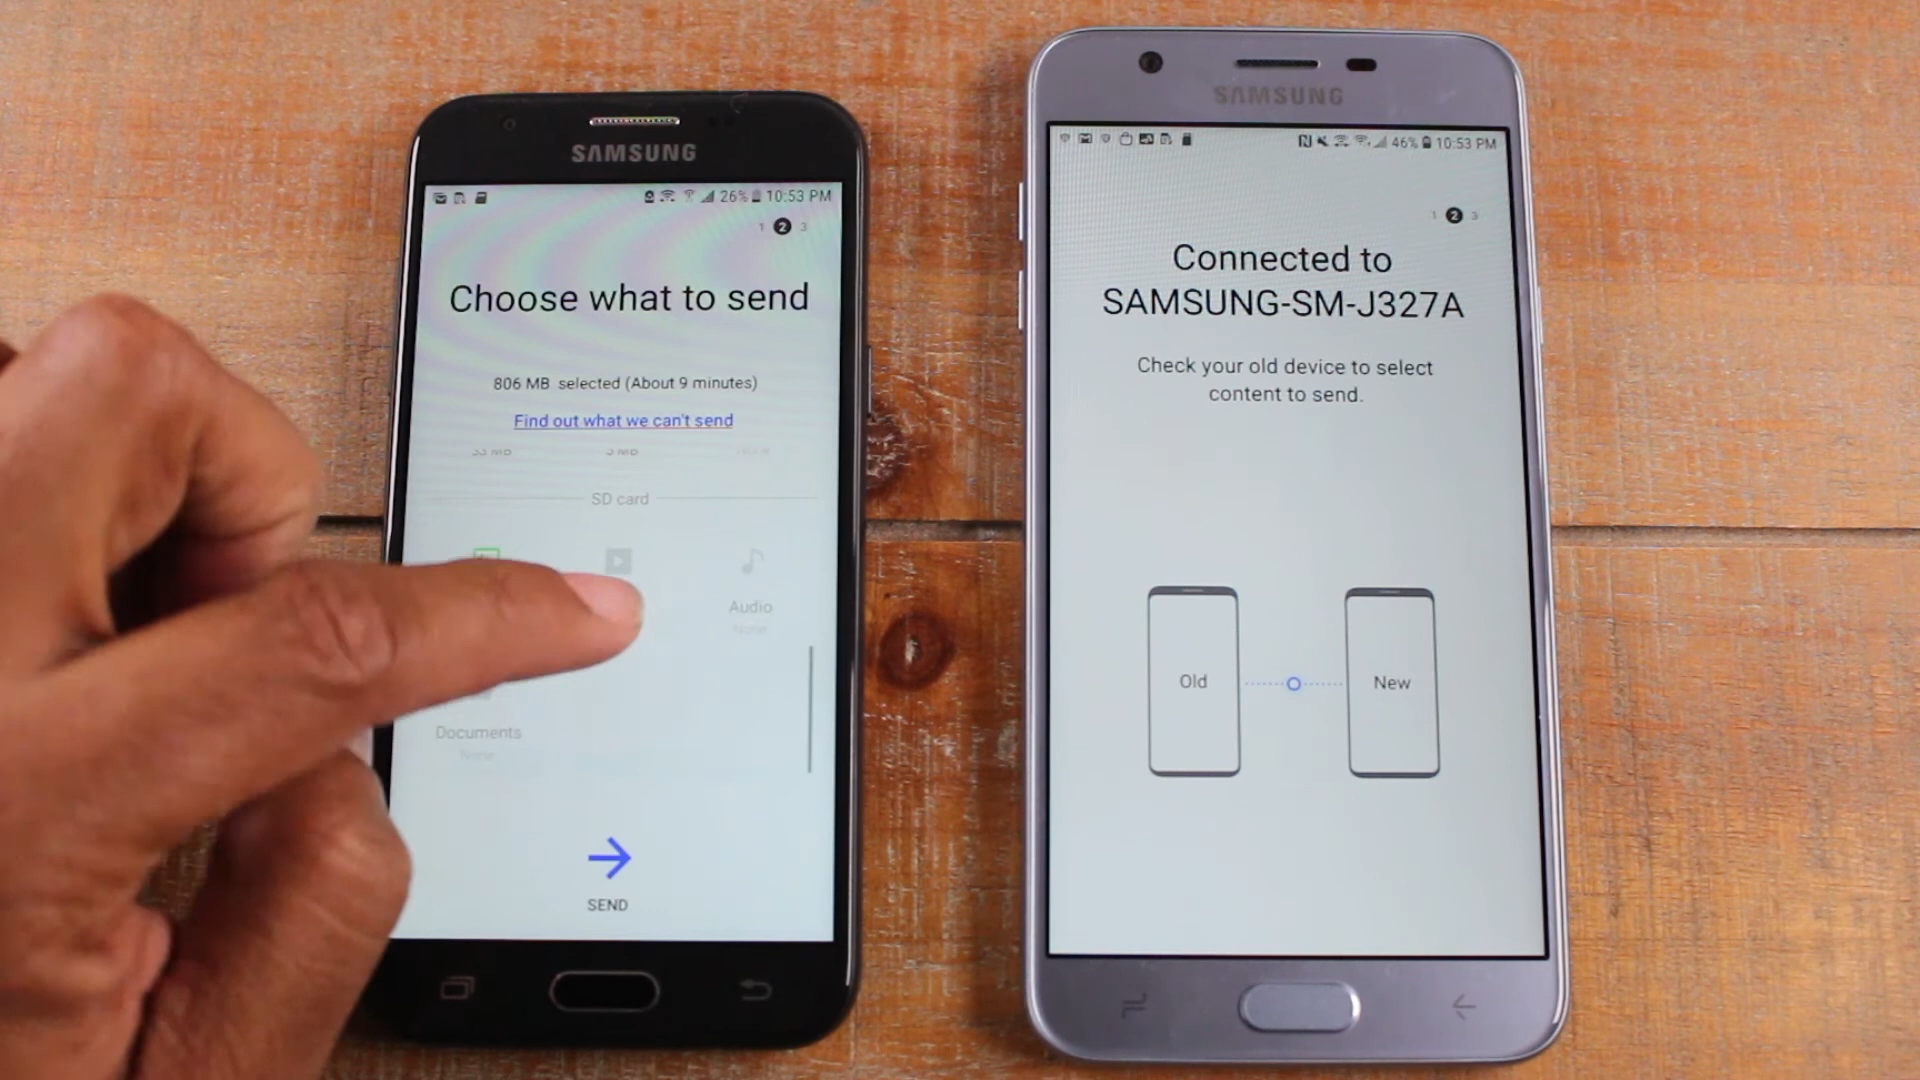 SAMSUNG
26% 10:53 PM
1 2 3
Choose what to send
806 MB selected (About 9 minutes)
Find out what we can't send
SD card
Audio
None
Documents
None
SEND
SAMSUNG
46% 10:53 PM
1 2 3
Connected to
SAMSUNG-SM-J327A
Check your old device to select
content to send.
Old
New